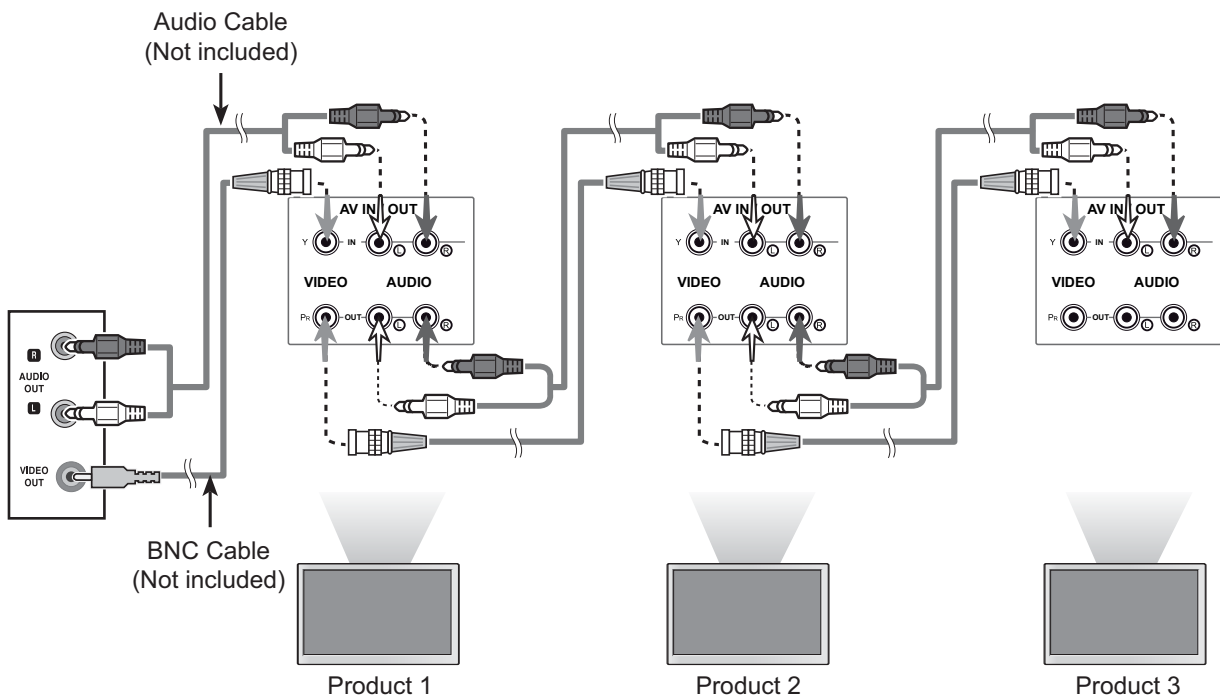 Audio Cable
(Not included)
AV IN OUT
Y IN L R
VIDEO AUDIO
PR OUT L R
AV IN OUT
Y IN L R
VIDEO AUDIO
PR OUT L R
AV IN OUT
Y IN L R
VIDEO AUDIO
PR OUT L R
R
AUDIO
OUT
L
VIDEO
OUT
BNC Cable
(Not included)
Product 1
Product 2
Product 3